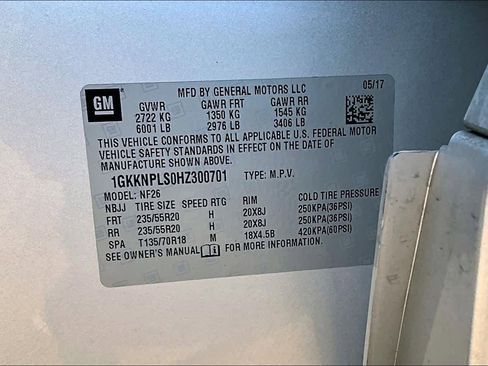 GM
MFD BY GENERAL MOTORS LLC 05/17
GVWR GAWR FRT GAWR RR
2722 KG 1350 KG 1545 KG
6001 LB 2976 LB 3406 LB
THIS VEHICLE CONFORMS TO ALL APPLICABLE U.S. FEDERAL MOTOR
VEHICLE SAFETY STANDARDS IN EFFECT ON THE DATE OF
MANUFACTURE SHOWN ABOVE.
1GKKNPLS0HZ300701 TYPE: M.P.V.
MODEL: NF26
NBJJ TIRE SIZE SPEED RTG RIM COLD TIRE PRESSURE
FRT 235/55R20 H 20X8J 250KPA(36PSI)
RR 235/55R20 H 20X8J 250KPA(36PSI)
SPA T135/70R18 M 18X4.5B 420KPA(60PSI)
SEE OWNER'S MANUAL FOR MORE INFORMATION.